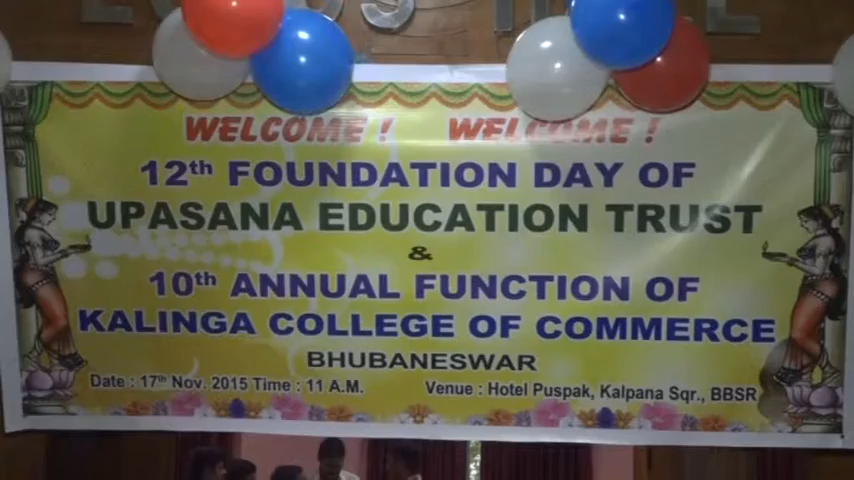 WELCOME ! WELCOME !
12th FOUNDATION DAY OF
UPASANA EDUCATION TRUST
&
10th ANNUAL FUNCTION OF
KALINGA COLLEGE OF COMMERCE
BHUBANESWAR
Date : 17th Nov. 2015 Time : 11 A.M. Venue : Hotel Puspak, Kalpana Sqr., BBSR